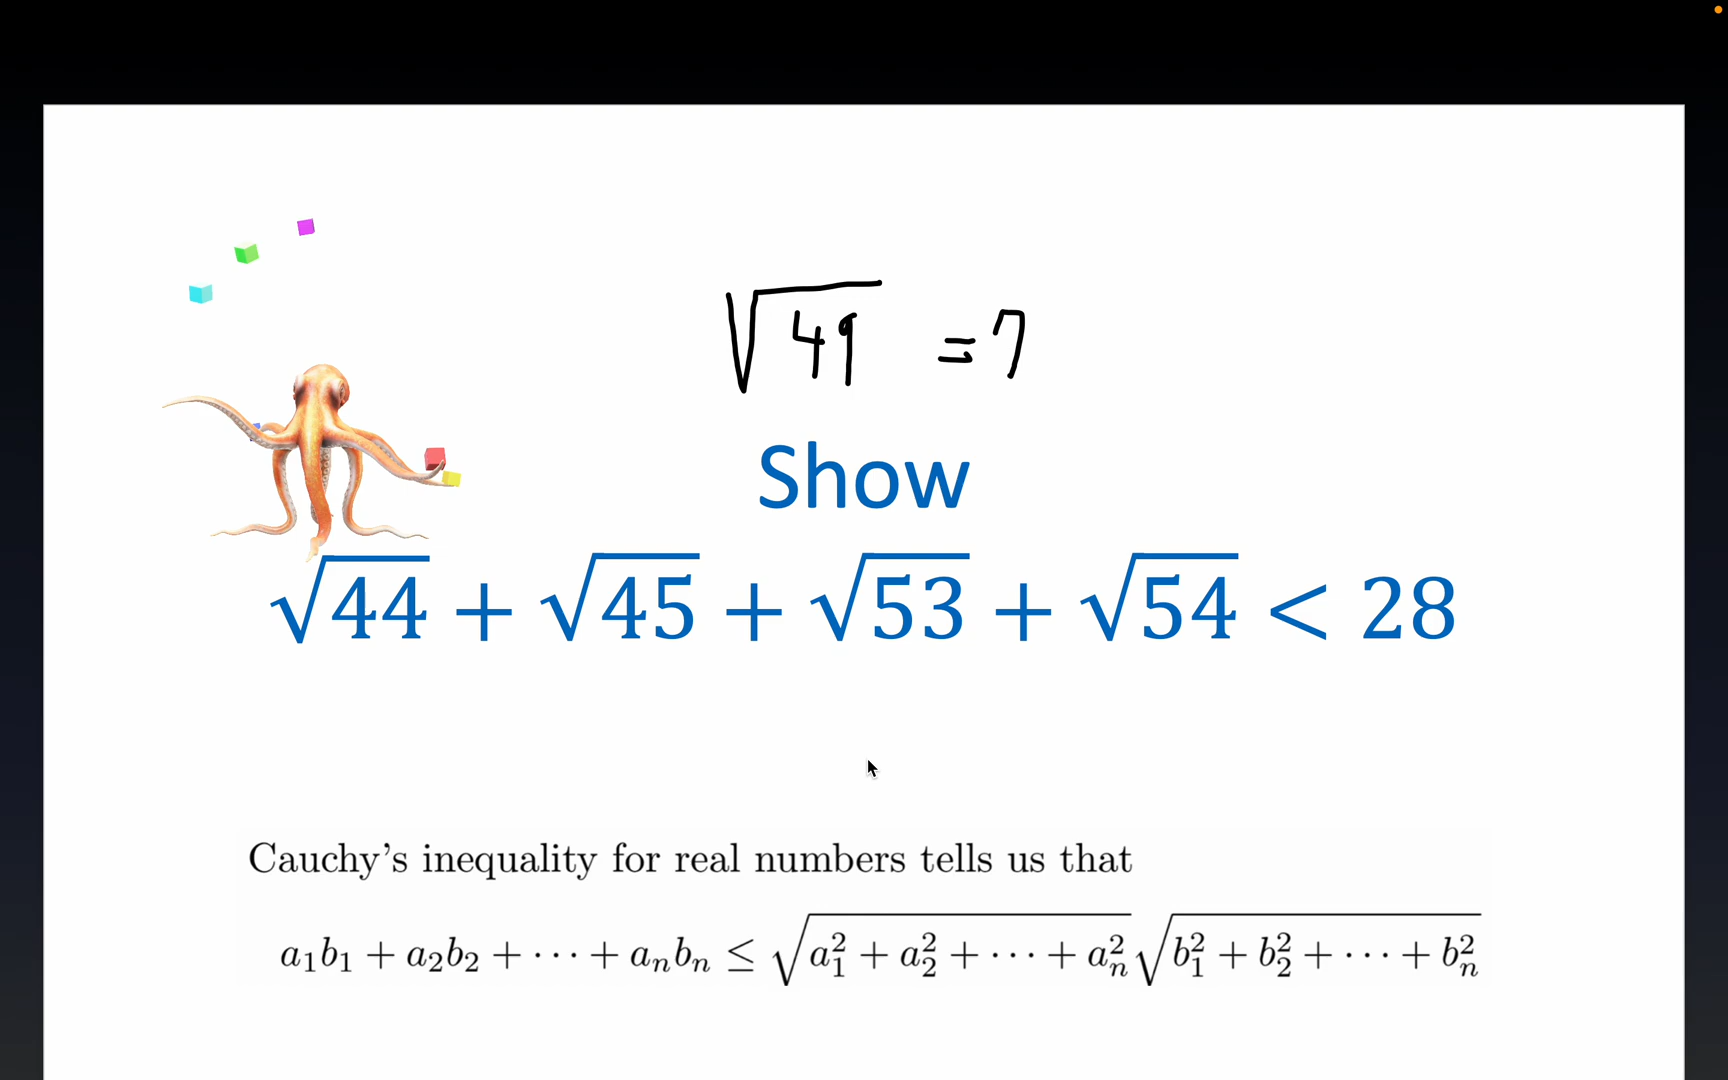 √49 = 7
Show
√44 + √45 + √53 + √54 < 28
Cauchy's inequality for real numbers tells us that
a₁b₁ + a₂b₂ + ⋯ + aₙbₙ ≤ √(a₁² + a₂² + ⋯ + aₙ²) √(b₁² + b₂² + ⋯ + bₙ²)